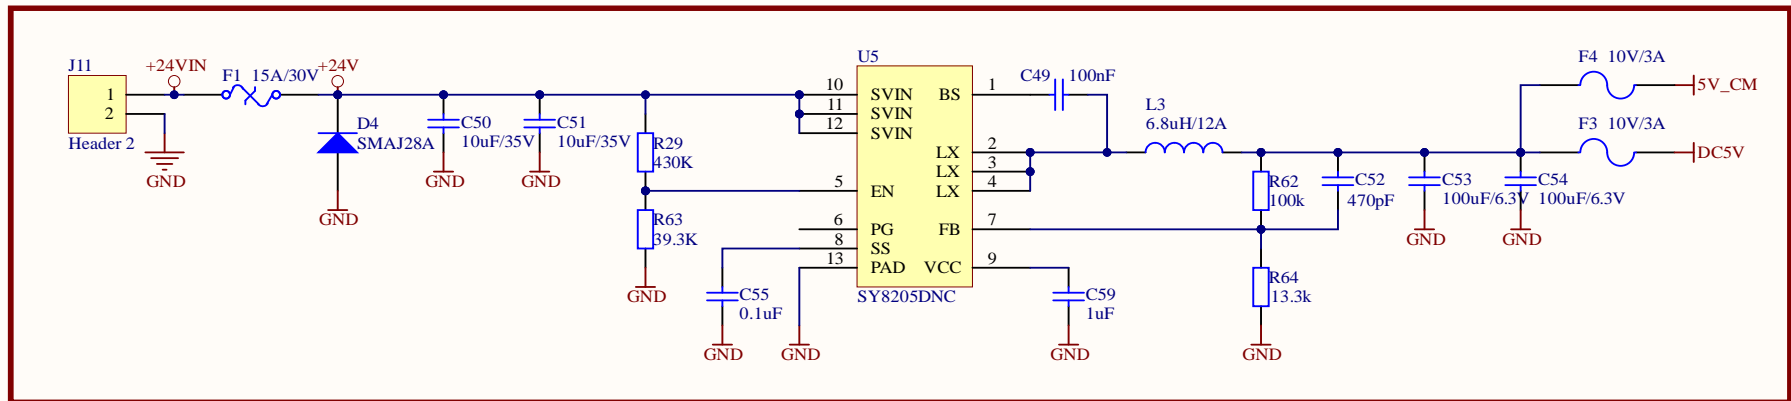 J11
1
2
Header 2
+24VIN
GND
F1 15A/30V
+24V
D4
SMAJ28A
GND
C50
10uF/35V
GND
C51
10uF/35V
GND
R29
430K
R63
39.3K
GND
U5
10 SVIN
11 SVIN
12 SVIN
5 EN
6 PG
8 SS
13 PAD
BS 1
LX 2
LX 3
LX 4
FB 7
VCC 9
SY8205DNC
C55
0.1uF
GND
GND
C49 100nF
C59
1uF
GND
L3
6.8uH/12A
R62
100k
C52
470pF
R64
13.3k
GND
C53
100uF/6.3V
GND
C54
100uF/6.3V
GND
F4 10V/3A
5V_CM
F3 10V/3A
DC5V